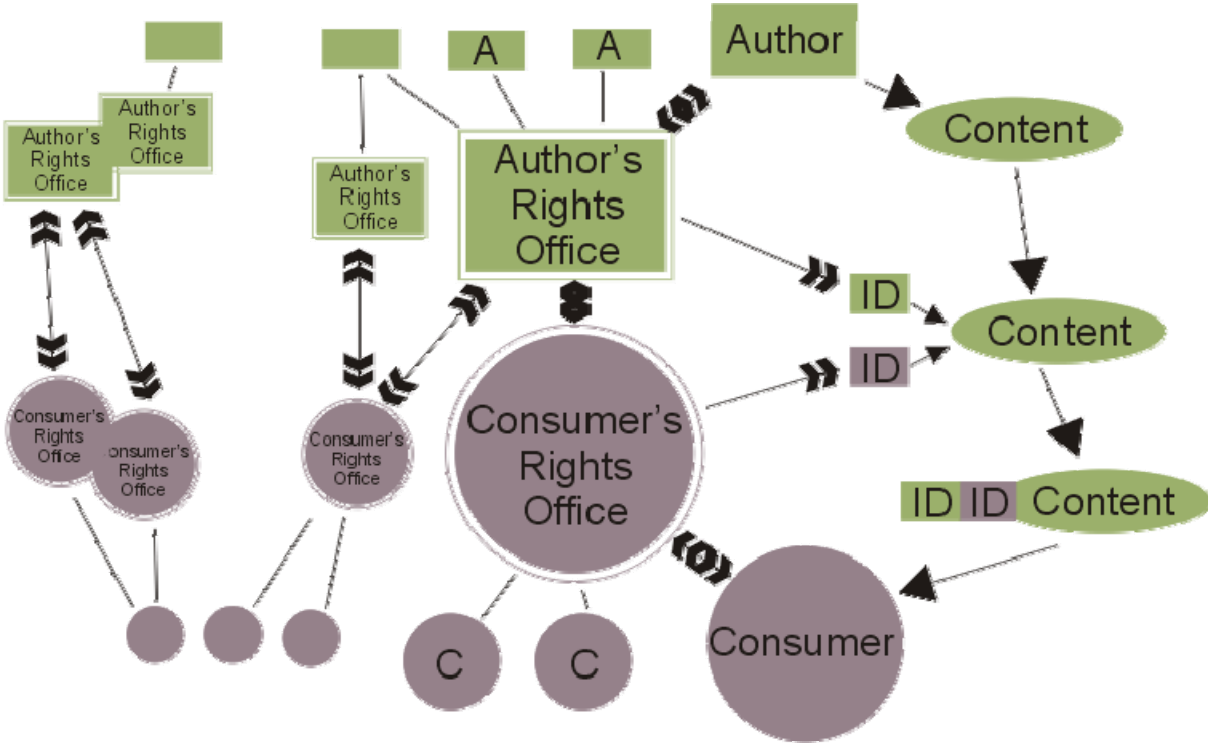 A
A
Author
Author's
Rights
Office
Author's
Rights
Office
Author's
Rights
Office
Author's
Rights
Office
Content
ID
Content
ID
Consumer's
Rights
Office
onsumer's
Rights
Office
Consumer's
Rights
Office
Consumer's
Rights
Office
ID
ID
Content
Consumer
C
C